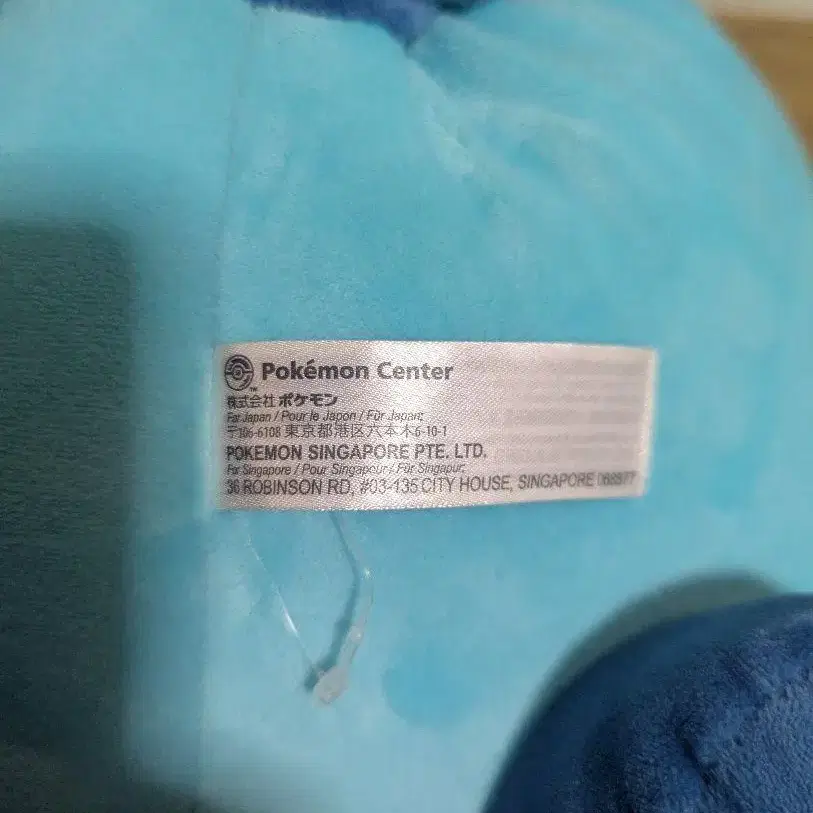 Pokémon Center
TM
株式会社 ポケモン
For Japan / Pour le Japon / Für Japan:
〒106-6108 東京都港区六本木6-10-1
POKEMON SINGAPORE PTE. LTD.
For Singapore / Pour Singapour / Für Singapur:
36 ROBINSON RD, #03-135 CITY HOUSE, SINGAPORE 068877